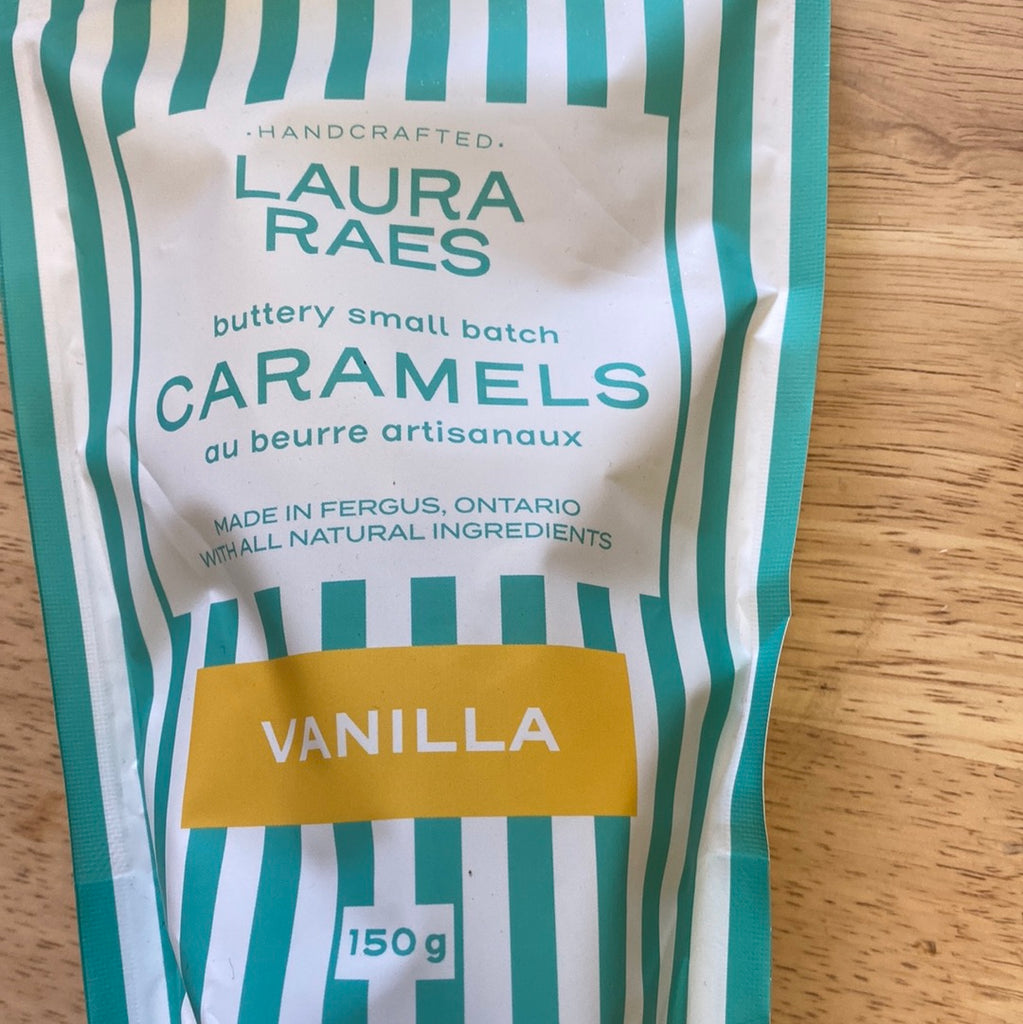 ·HANDCRAFTED·
LAURA
RAES
buttery small batch
CARAMELS
au beurre artisanaux
MADE IN FERGUS, ONTARIO
WITH ALL NATURAL INGREDIENTS
VANILLA
150 g